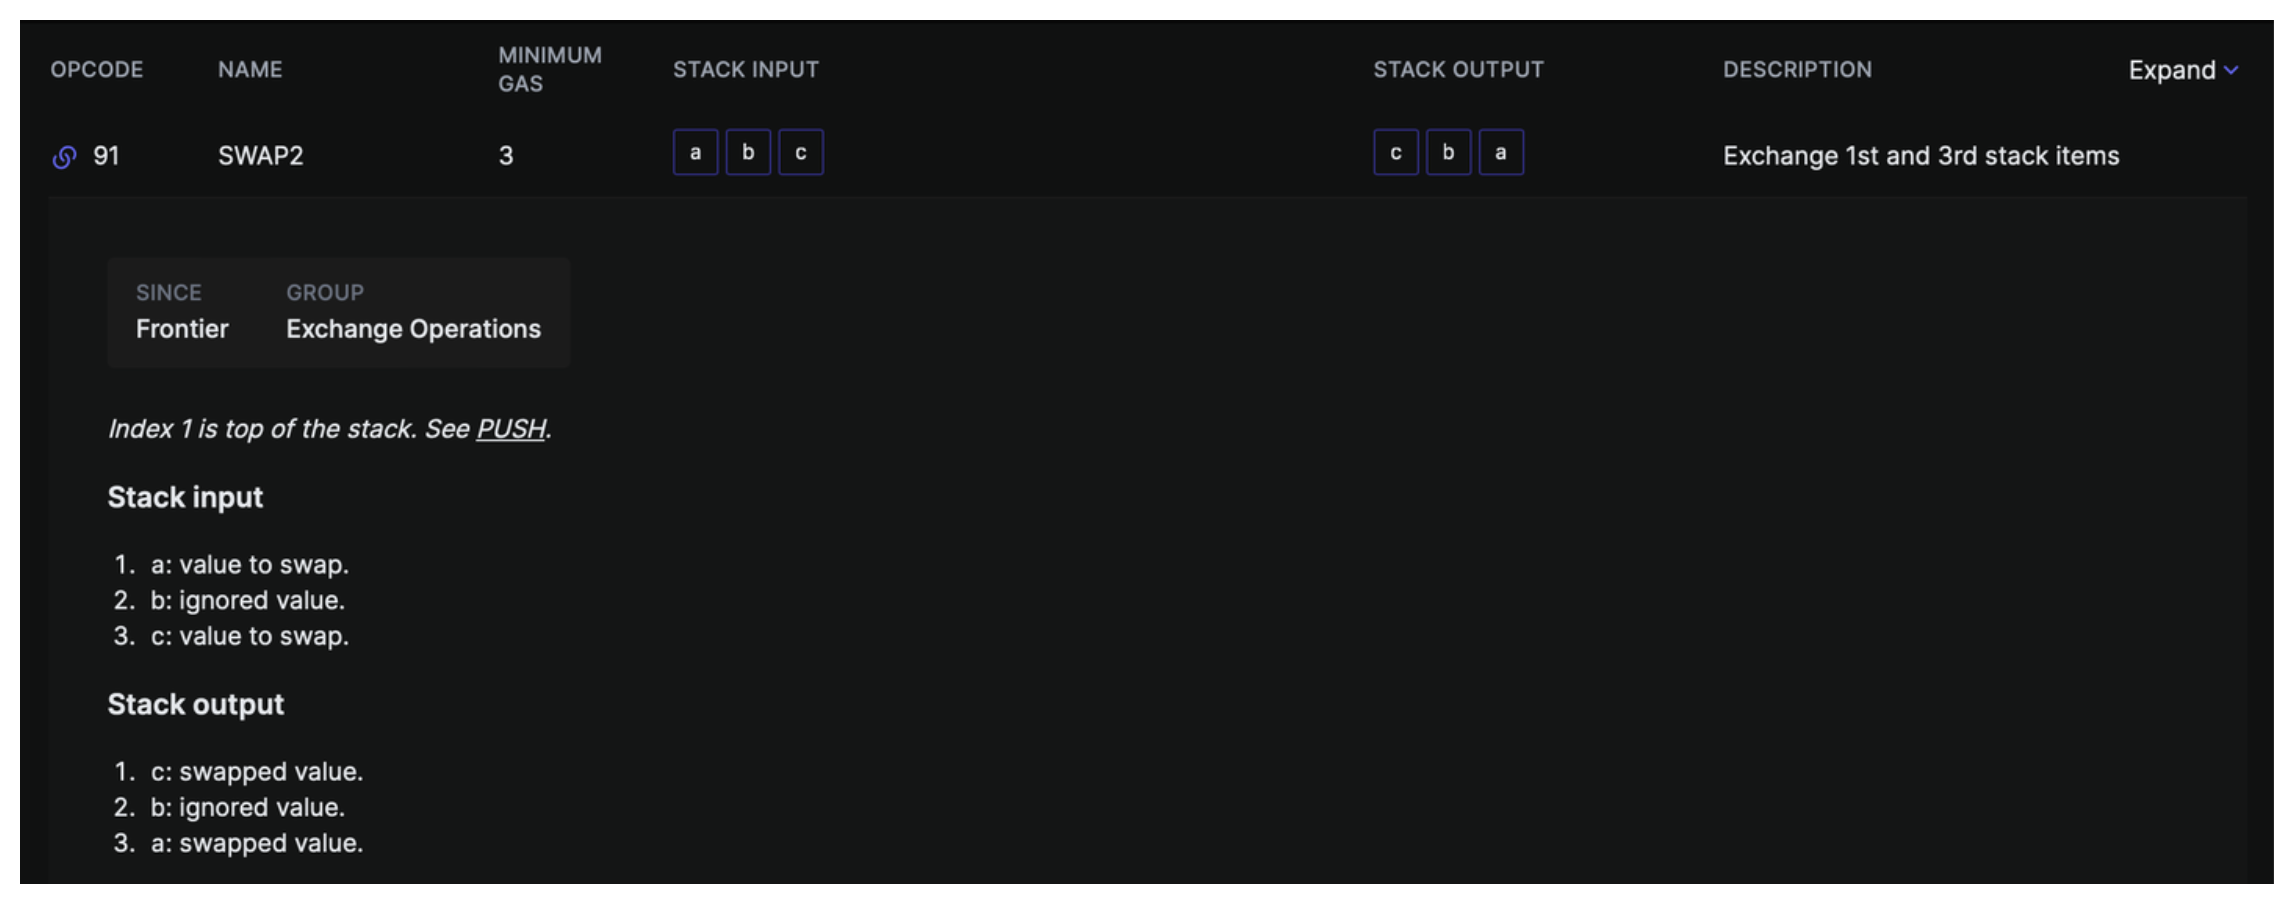 OPCODE NAME MINIMUM GAS STACK INPUT STACK OUTPUT DESCRIPTION Expand
91 SWAP2 3 a b c c b a Exchange 1st and 3rd stack items
SINCE GROUP
Frontier Exchange Operations
Index 1 is top of the stack. See PUSH.
Stack input
1. a: value to swap.
2. b: ignored value.
3. c: value to swap.
Stack output
1. c: swapped value.
2. b: ignored value.
3. a: swapped value.